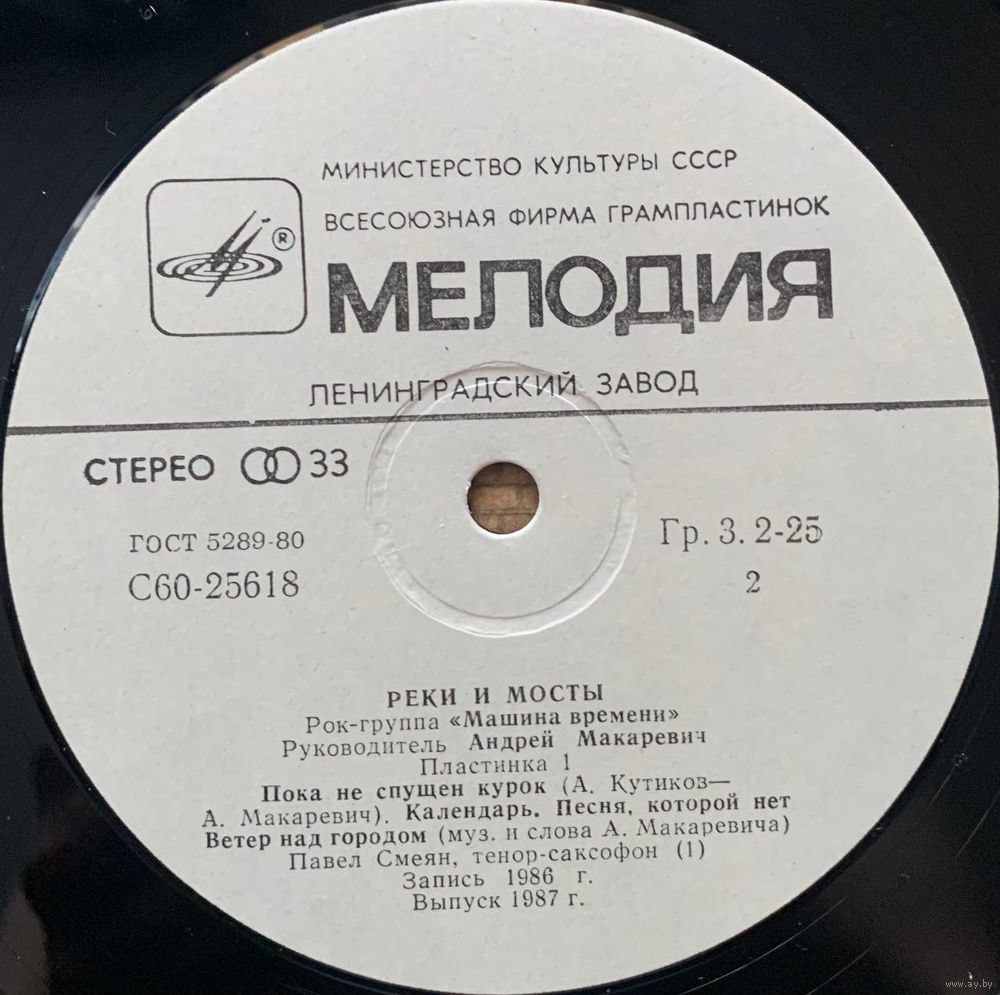 МИНИСТЕРСТВО КУЛЬТУРЫ СССР
ВСЕСОЮЗНАЯ ФИРМА ГРАМПЛАСТИНОК
®
МЕЛОДИЯ
ЛЕНИНГРАДСКИЙ ЗАВОД
СТЕРЕО 33
ГОСТ 5289-80
Гр. 3. 2-25
С60-25618
2
РЕКИ И МОСТЫ
Рок-группа «Машина времени»
Руководитель Андрей Макаревич
Пластинка 1
Пока не спущен курок (А. Кутиков—
А. Макаревич). Календарь. Песня, которой нет
Ветер над городом (муз. и слова А. Макаревича)
Павел Смеян, тенор-саксофон (1)
Запись 1986 г.
Выпуск 1987 г.
www.ay.by